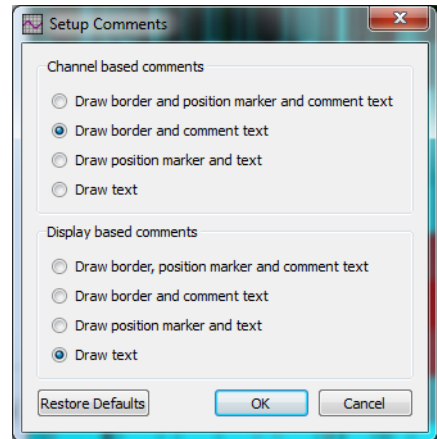 Setup Comments
Channel based comments
Draw border and position marker and comment text
Draw border and comment text
Draw position marker and text
Draw text
Display based comments
Draw border, position marker and comment text
Draw border and comment text
Draw position marker and text
Draw text
Restore Defaults
OK
Cancel